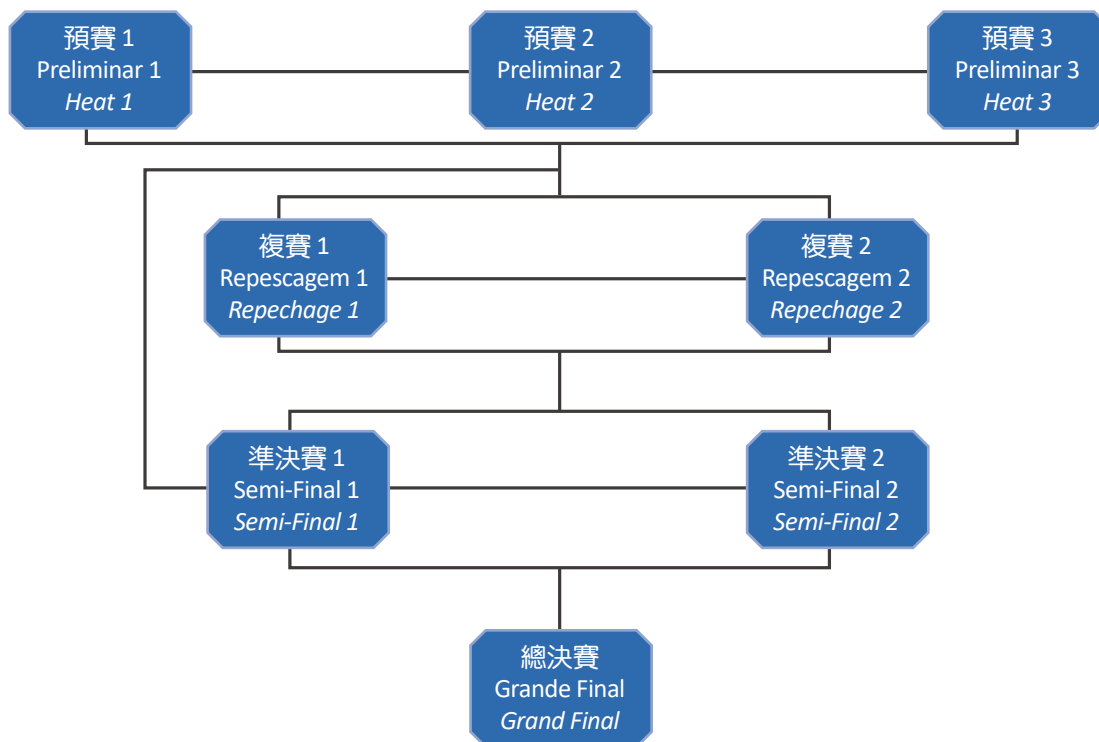 預賽 1
Preliminar 1
Heat 1
預賽 2
Preliminar 2
Heat 2
預賽 3
Preliminar 3
Heat 3
複賽 1
Repescagem 1
Repechage 1
複賽 2
Repescagem 2
Repechage 2
準決賽 1
Semi-Final 1
Semi-Final 1
準決賽 2
Semi-Final 2
Semi-Final 2
總決賽
Grande Final
Grand Final